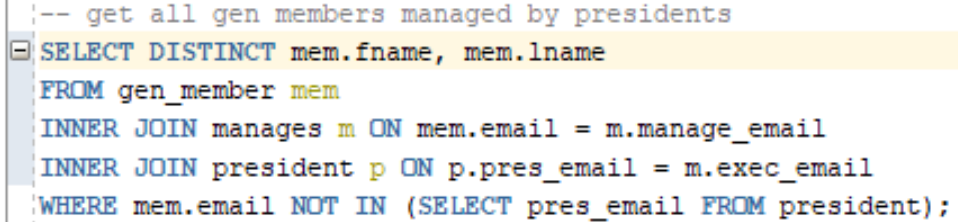 -- get all gen members managed by presidents
SELECT DISTINCT mem.fname, mem.lname
FROM gen_member mem
INNER JOIN manages m ON mem.email = m.manage_email
INNER JOIN president p ON p.pres_email = m.exec_email
WHERE mem.email NOT IN (SELECT pres_email FROM president);